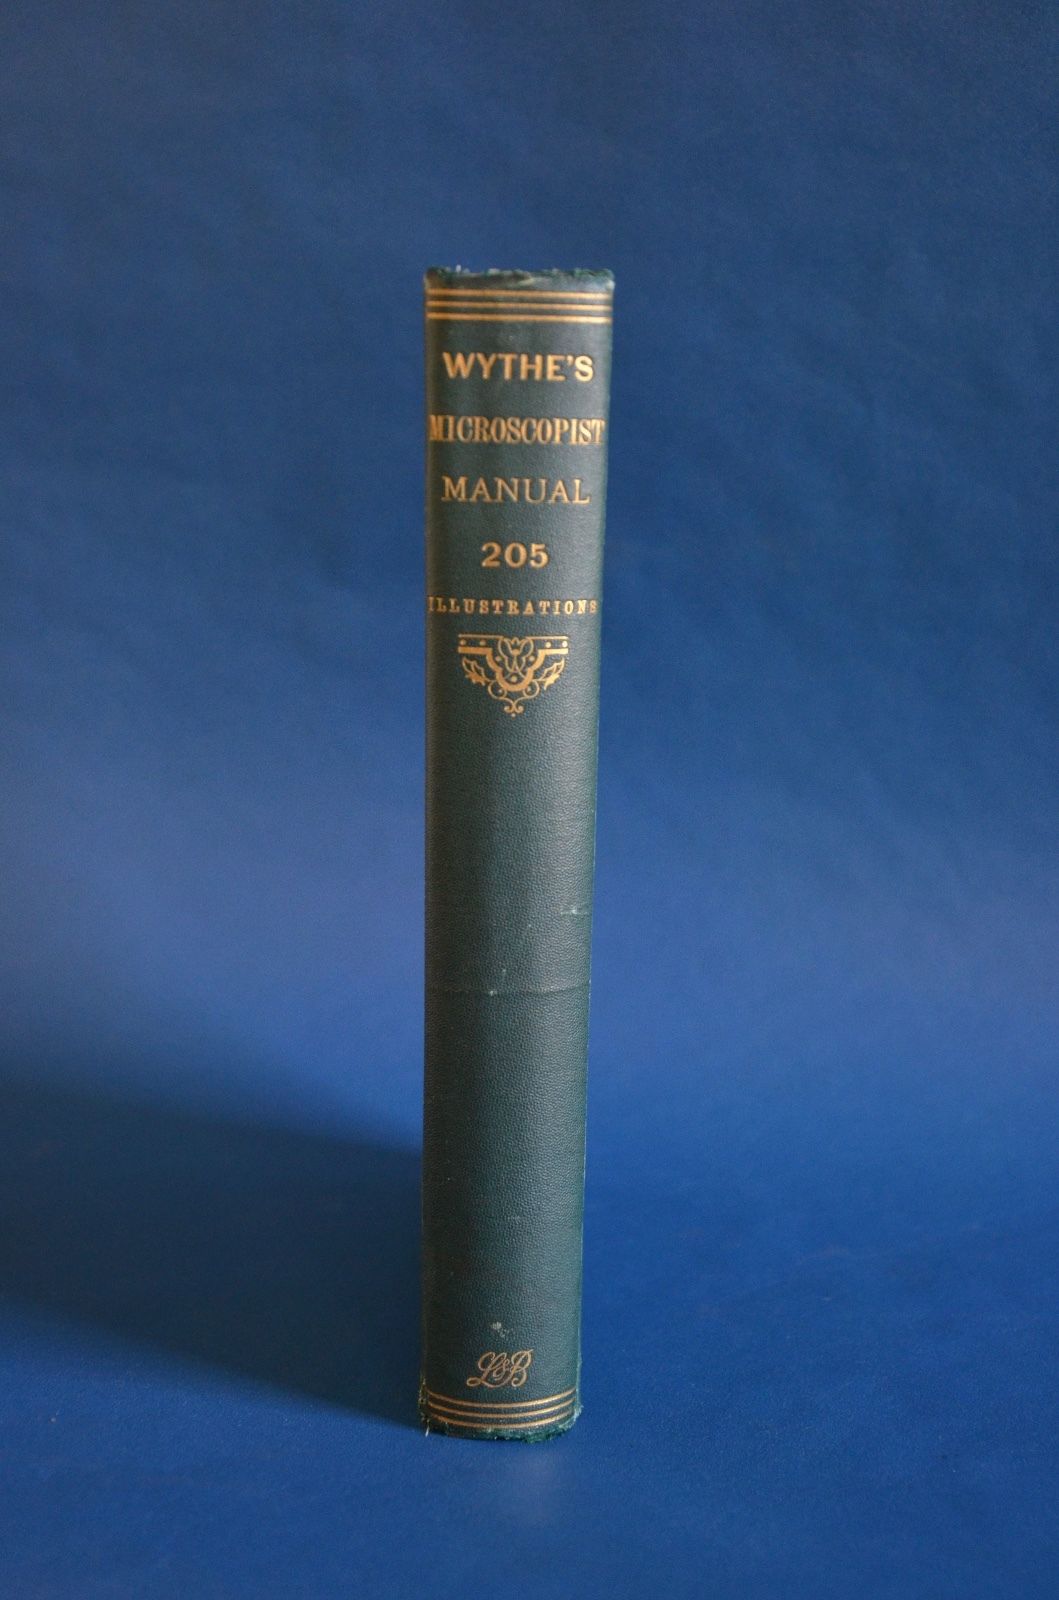 WYTHE'S
MICROSCOPIST
MANUAL
205
ILLUSTRATIONS
L&B